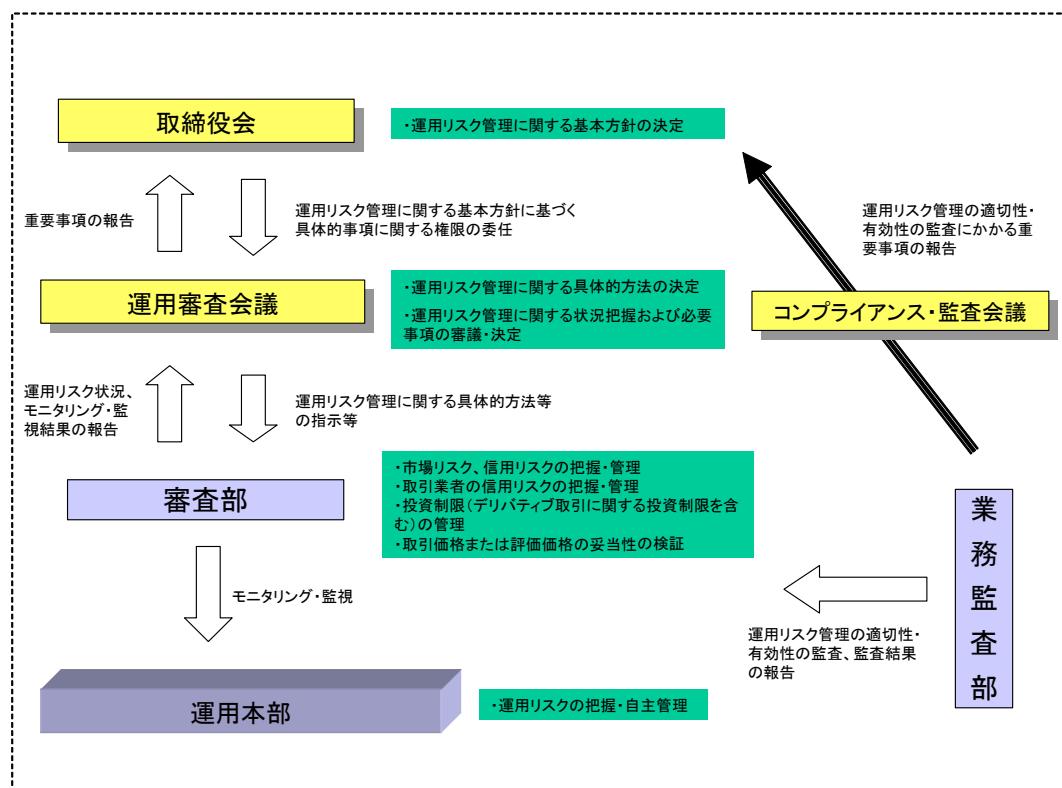 取締役会
・運用リスク管理に関する基本方針の決定
重要事項の報告
運用リスク管理に関する基本方針に基づく
具体的事項に関する権限の委任
運用リスク管理の適切性・
有効性の監査にかかる重
要事項の報告
運用審査会議
・運用リスク管理に関する具体的方法の決定
・運用リスク管理に関する状況把握および必要
事項の審議・決定
コンプライアンス・監査会議
運用リスク状況、
モニタリング・監
視結果の報告
運用リスク管理に関する具体的方法等
の指示等
審査部
・市場リスク、信用リスクの把握・管理
・取引業者の信用リスクの把握・管理
・投資制限（デリバティブ取引に関する投資制限を含
む）の管理
・取引価格または評価価格の妥当性の検証
業務監査部
モニタリング・監視
運用リスク管理の適切性・
有効性の監査、監査結果
の報告
運用本部
・運用リスクの把握・自主管理